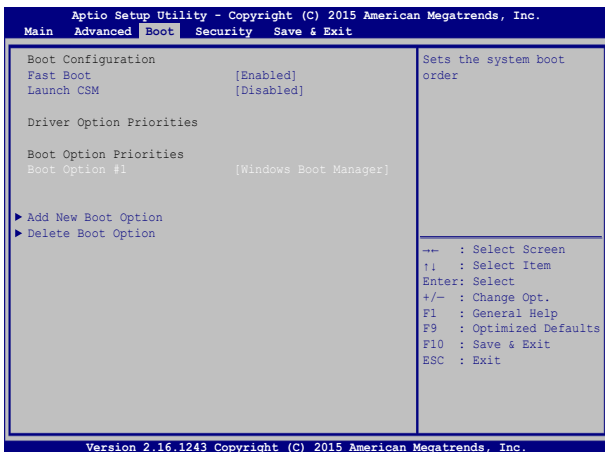 Aptio Setup Utility - Copyright (C) 2015 American Megatrends, Inc.
Main Advanced Boot Security Save & Exit
Boot Configuration
Fast Boot [Enabled]
Launch CSM [Disabled]
Driver Option Priorities
Boot Option Priorities
Boot Option #1 [Windows Boot Manager]
▶ Add New Boot Option
▶ Delete Boot Option
Sets the system boot
order
→← : Select Screen
↑↓ : Select Item
Enter: Select
+/— : Change Opt.
F1 : General Help
F9 : Optimized Defaults
F10 : Save & Exit
ESC : Exit
Version 2.16.1243 Copyright (C) 2015 American Megatrends, Inc.